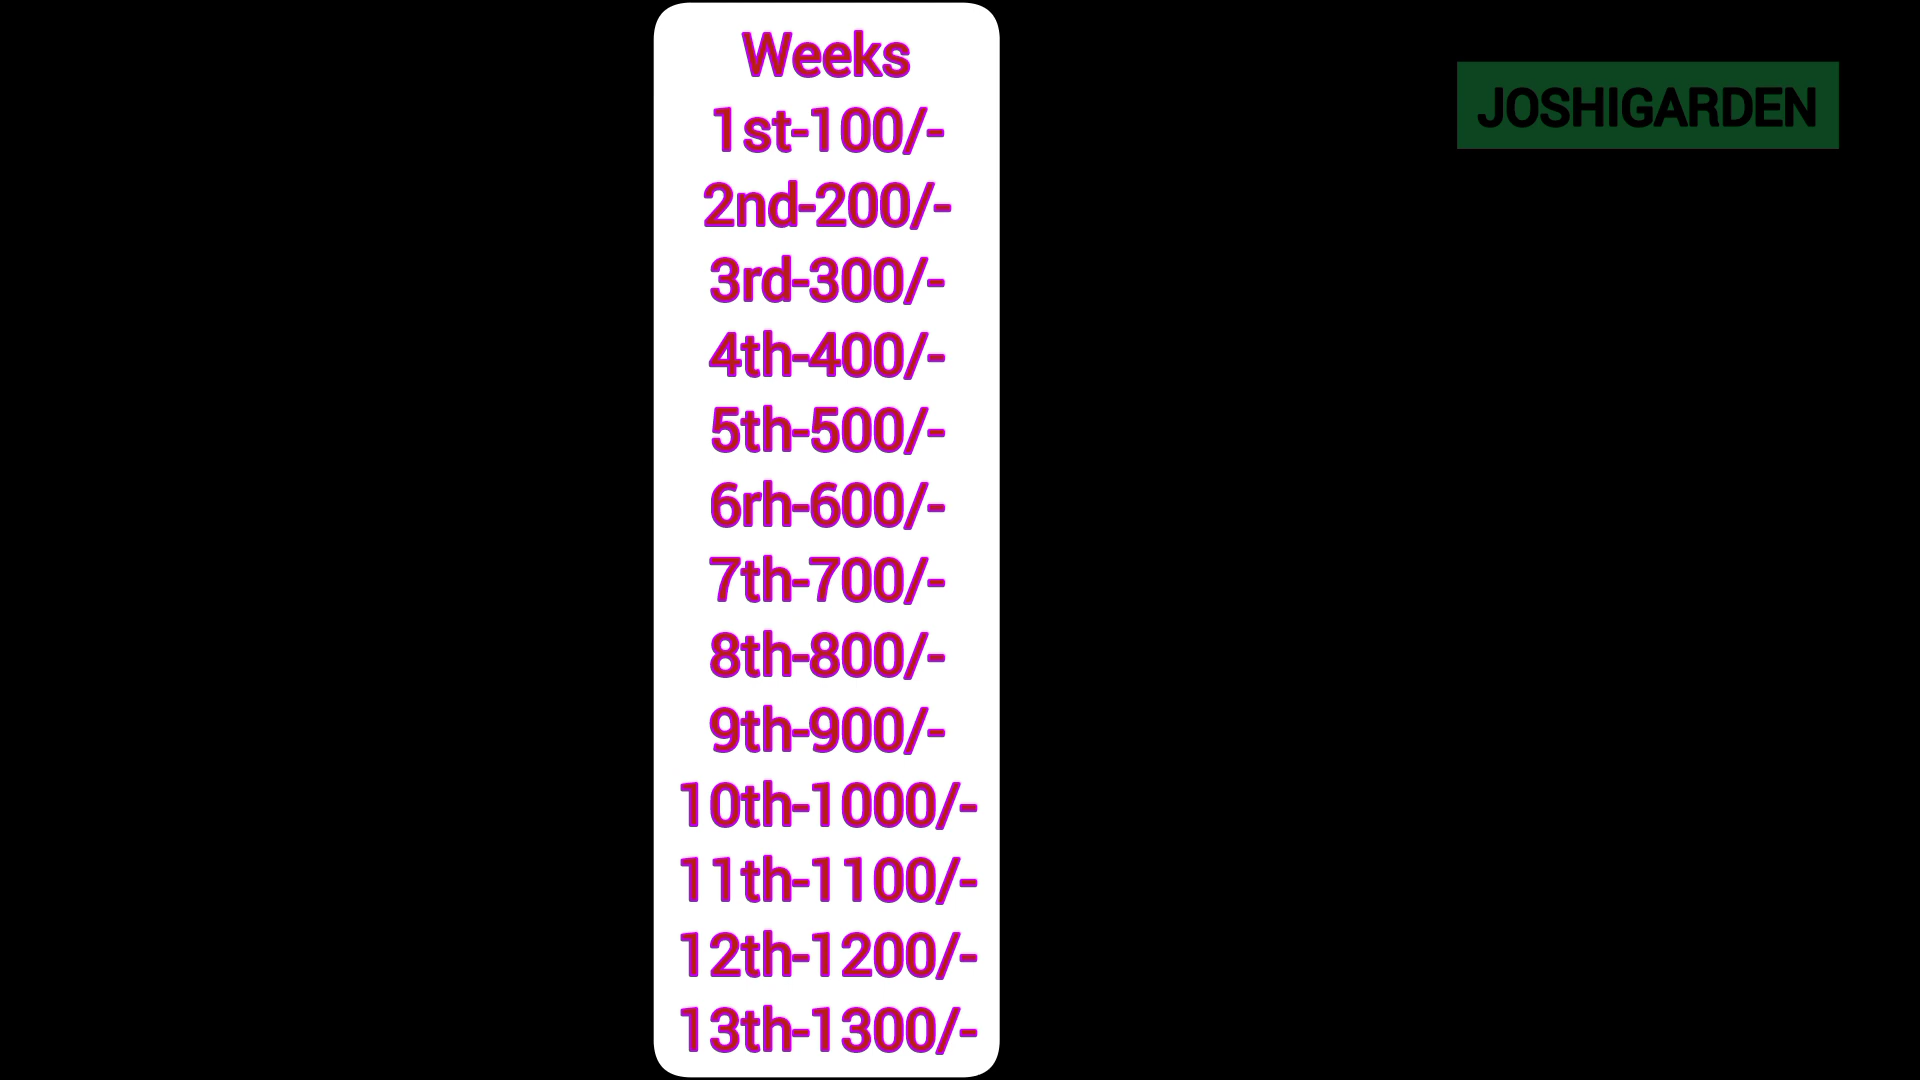 Weeks
1st-100/-
2nd-200/-
3rd-300/-
4th-400/-
5th-500/-
6rh-600/-
7th-700/-
8th-800/-
9th-900/-
10th-1000/-
11th-1100/-
12th-1200/-
13th-1300/-
JOSHIGARDEN